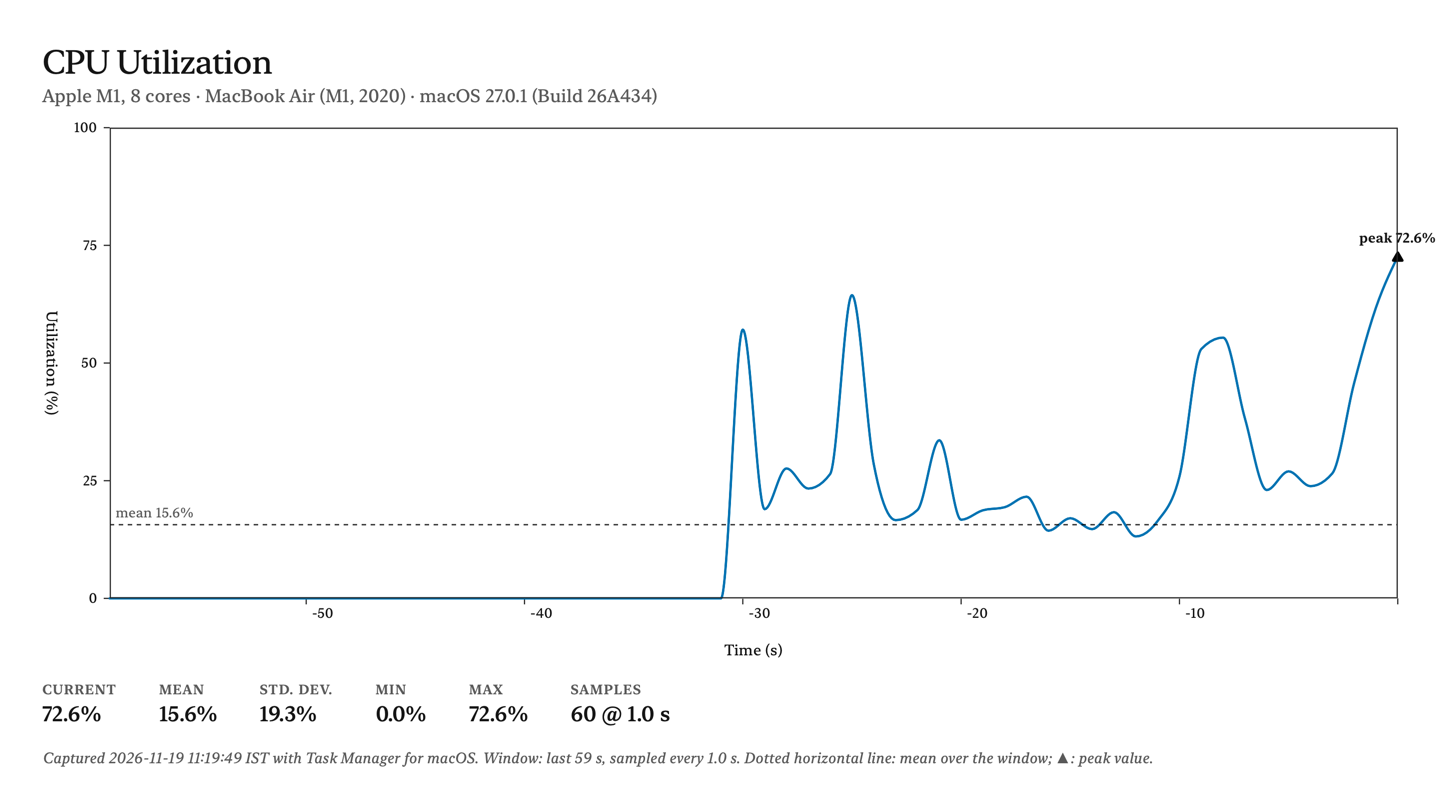 CPU Utilization
Apple M1, 8 cores · MacBook Air (M1, 2020) · macOS 27.0.1 (Build 26A434)
100
75
50
25
0
Utilization (%)
peak 72.6%
mean 15.6%
-50 -40 -30 -20 -10
Time (s)
CURRENT MEAN STD. DEV. MIN MAX SAMPLES
72.6% 15.6% 19.3% 0.0% 72.6% 60 @ 1.0 s
Captured 2026-11-19 11:19:49 IST with Task Manager for macOS. Window: last 59 s, sampled every 1.0 s. Dotted horizontal line: mean over the window; ▲: peak value.